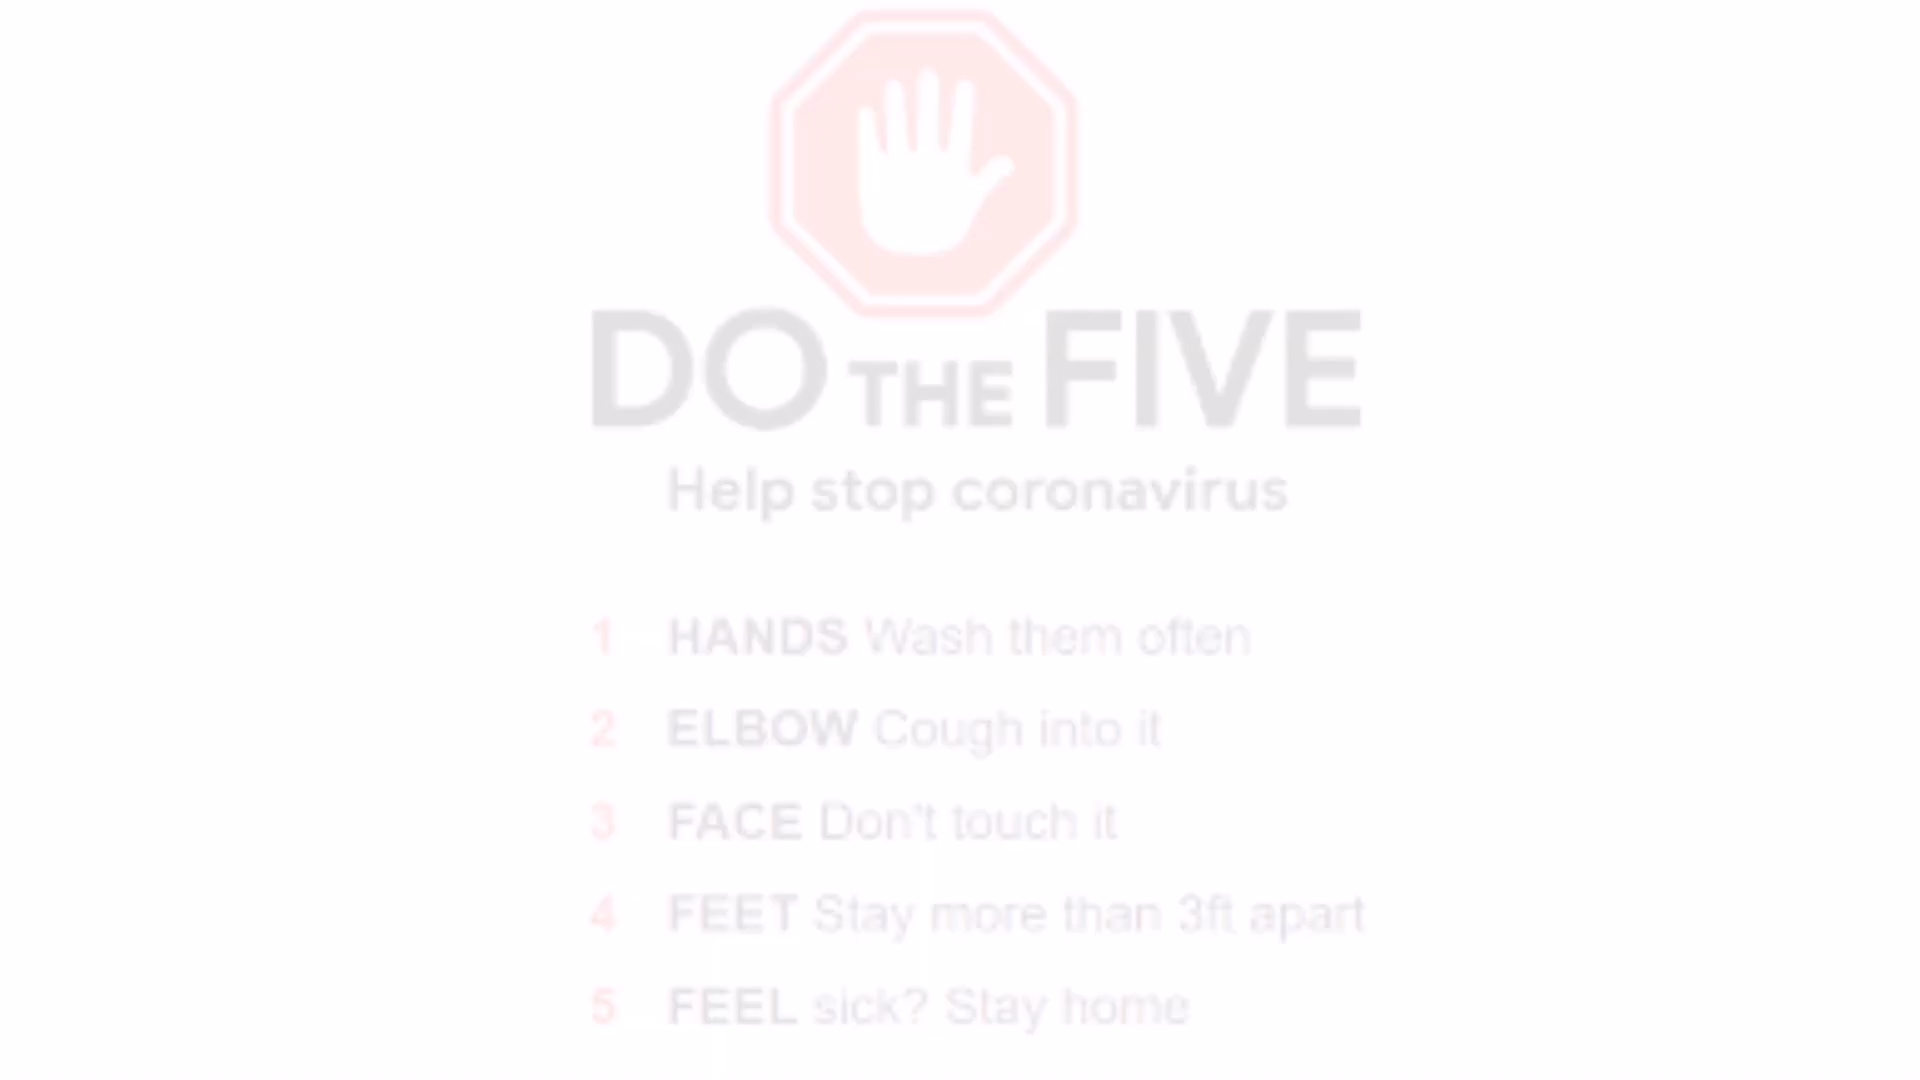 DO THE FIVE
Help stop coronavirus
1 HANDS Wash them often
2 ELBOW Cough into it
3 FACE Don't touch it
4 FEET Stay more than 3ft apart
5 FEEL sick? Stay home